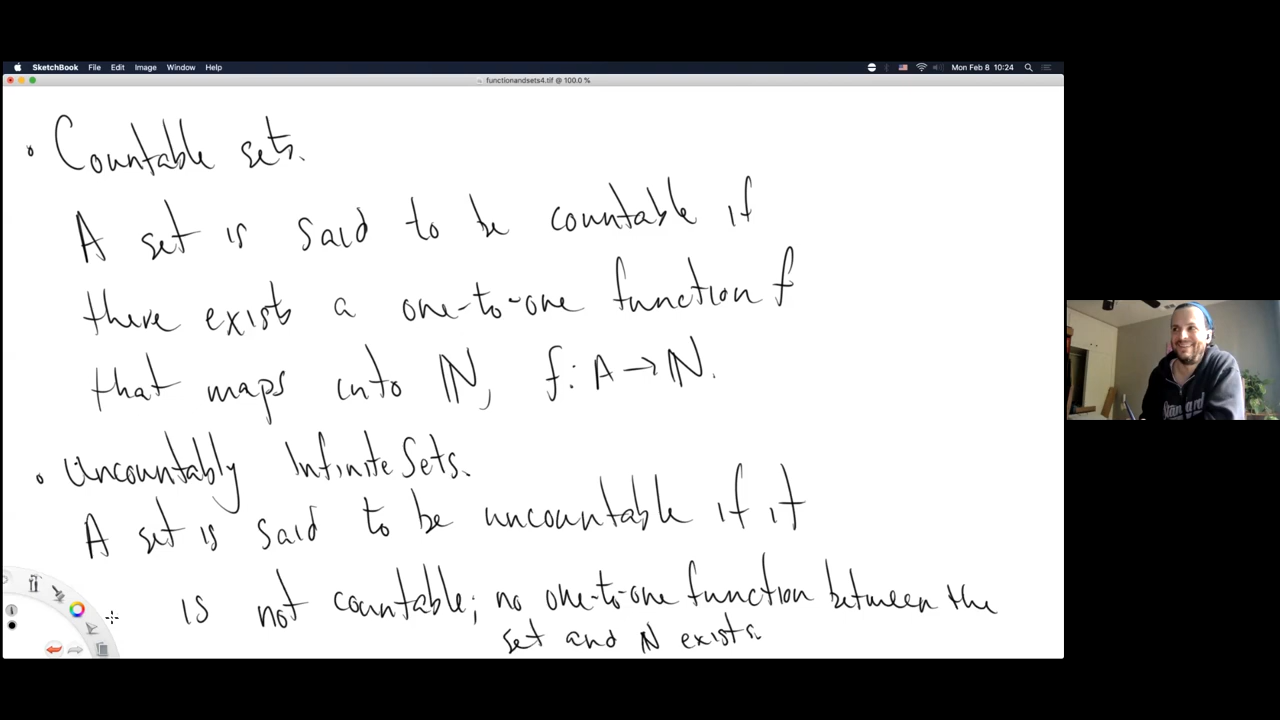 SketchBook File Edit Image Window Help Mon Feb 8 10:24
functionandsets4.tif @ 100.0 %
• Countable sets.
A set is said to be countable if
there exists a one-to-one function f
that maps into ℕ, f: A → ℕ.
• Uncountably Infinite Sets.
A set is said to be uncountable if it
is not countable; no one-to-one function between the
set and ℕ exists.